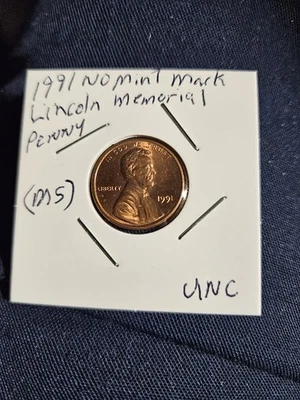 1991 NO mint mark
Lincoln memorial
Penny
(MS)
LIBERTY
1991
UNC